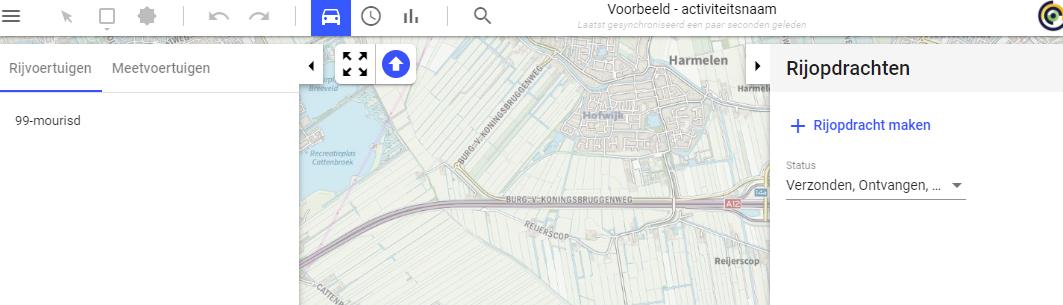 Voorbeeld - activiteitsnaam
Laatst gesynchroniseerd een paar seconden geleden
Rijvoertuigen
Meetvoertuigen
99-mourisd
Breeveld
Recreatieplas
Cattenbroek
BURG.-V.-KONINGSBRUGGENWEG
Harmelen
Harmel
Hofwijk
BURG.-V.-KONINGSBRUGGENWEG
A12
REIJERSCOP
Reijerscop
CATTENB
Rijopdrachten
Rijopdracht maken
Status
Verzonden, Ontvangen, ...